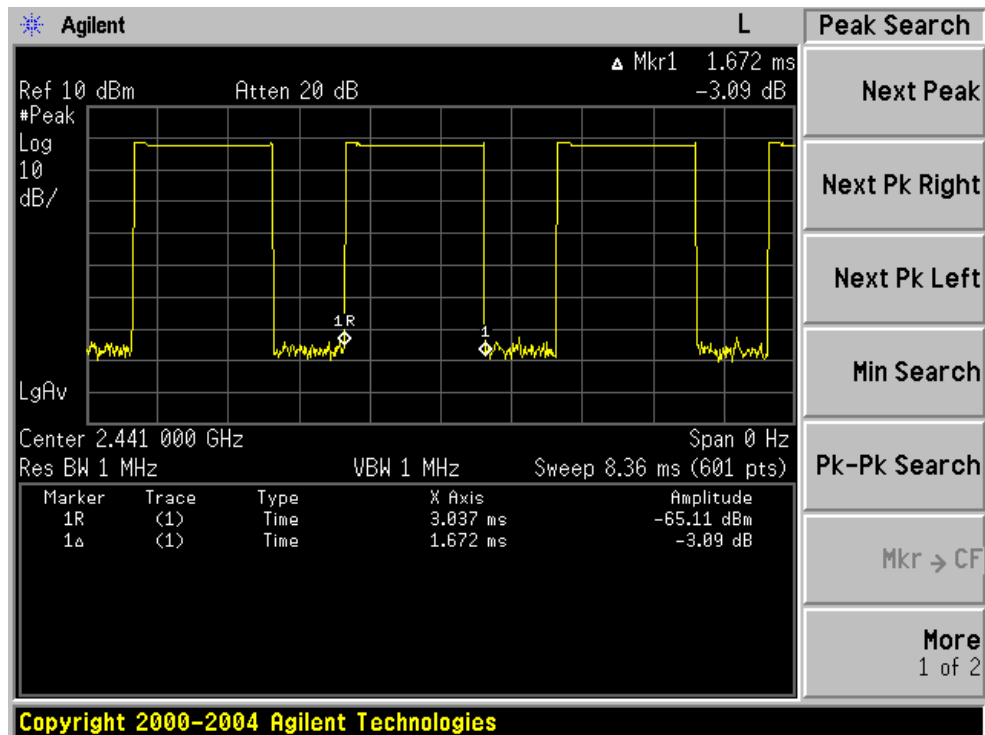 Agilent L Peak Search
Δ Mkr1 1.672 ms
Ref 10 dBm Atten 20 dB -3.09 dB
#Peak
Log
10
dB/
1R
1
LgAv
Center 2.441 000 GHz Span 0 Hz
Res BW 1 MHz VBW 1 MHz Sweep 8.36 ms (601 pts)
Marker Trace Type X Axis Amplitude
1R (1) Time 3.037 ms -65.11 dBm
1Δ (1) Time 1.672 ms -3.09 dB
Next Peak
Next Pk Right
Next Pk Left
Min Search
Pk-Pk Search
Mkr → CF
More
1 of 2
Copyright 2000-2004 Agilent Technologies